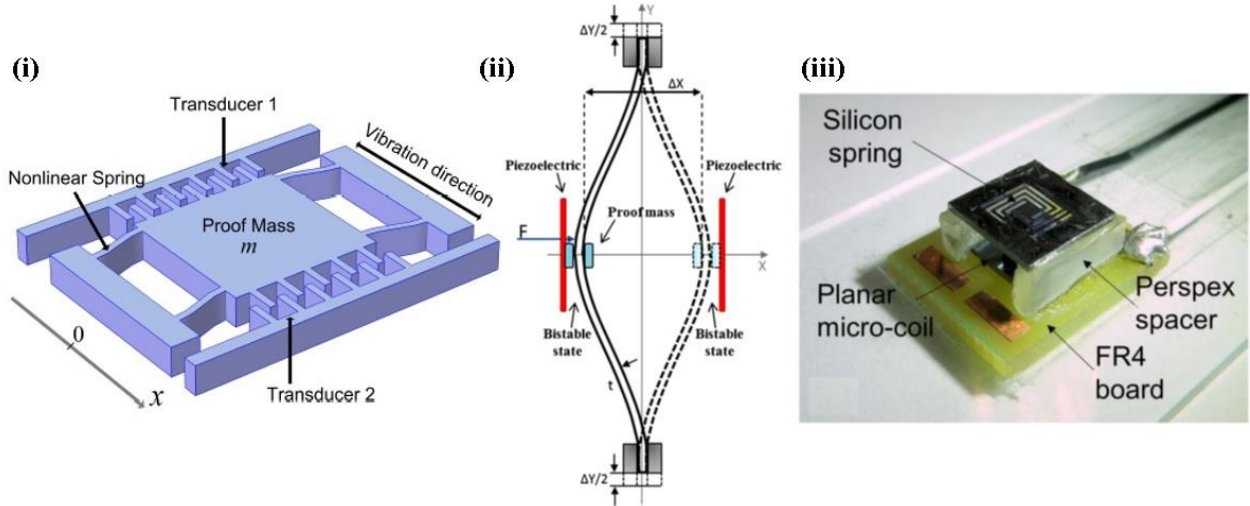 (i)
Transducer 1
Nonlinear Spring
Vibration direction
Proof Mass
m
0
x
Transducer 2
(ii)
Y
ΔY/2
ΔX
Piezoelectric
Piezoelectric
Proof mass
F
X
Bistable
state
Bistable
state
t
ΔY/2
(iii)
Silicon
spring
Planar
micro-coil
Perspex
spacer
FR4
board